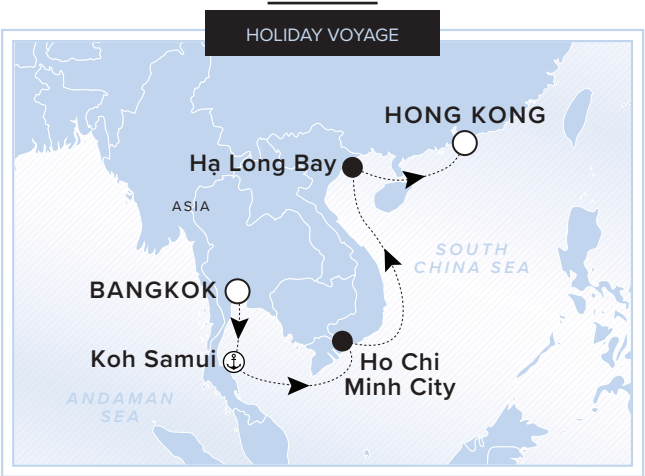 HOLIDAY VOYAGE
HONG KONG
Hạ Long Bay
ASIA
SOUTH
CHINA SEA
BANGKOK
Koh Samui
Ho Chi
Minh City
ANDAMAN
SEA